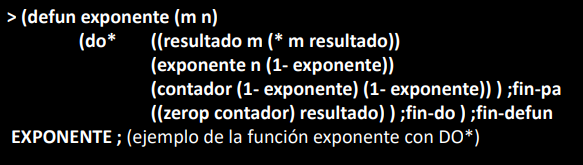 > (defun exponente (m n)
(do* ((resultado m (* m resultado))
(exponente n (1- exponente))
(contador (1- exponente) (1- exponente)) ) ;fin-pa
((zerop contador) resultado) ) ;fin-do ) ;fin-defun
EXPONENTE ; (ejemplo de la función exponente con DO*)